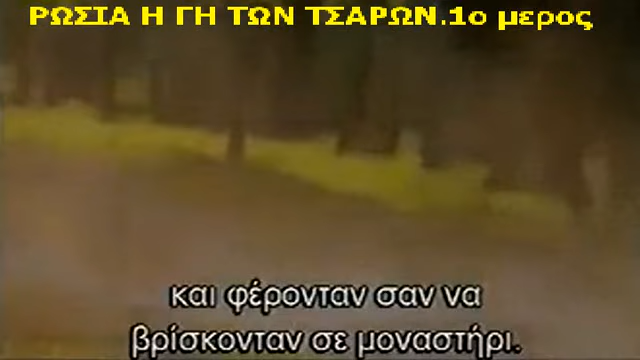 ΡΩΣΙΑ Η ΓΗ ΤΩΝ ΤΣΑΡΩΝ.1ο μερος
και φέρονταν σαν να
βρίσκονταν σε μοναστήρι.